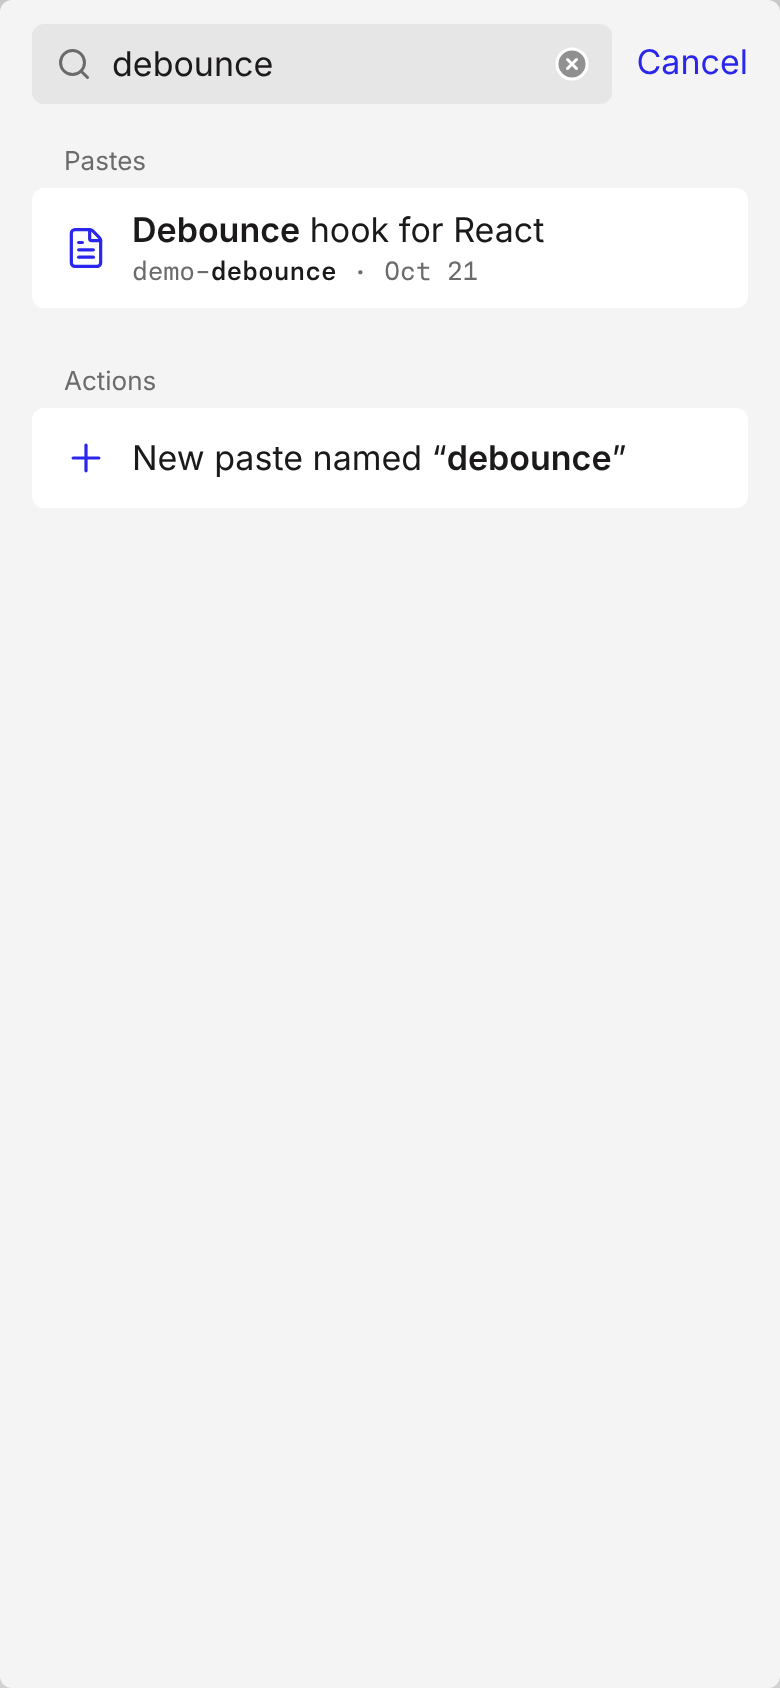 debounce
Cancel
Pastes
Debounce hook for React
demo-debounce · Oct 21
Actions
New paste named “debounce”